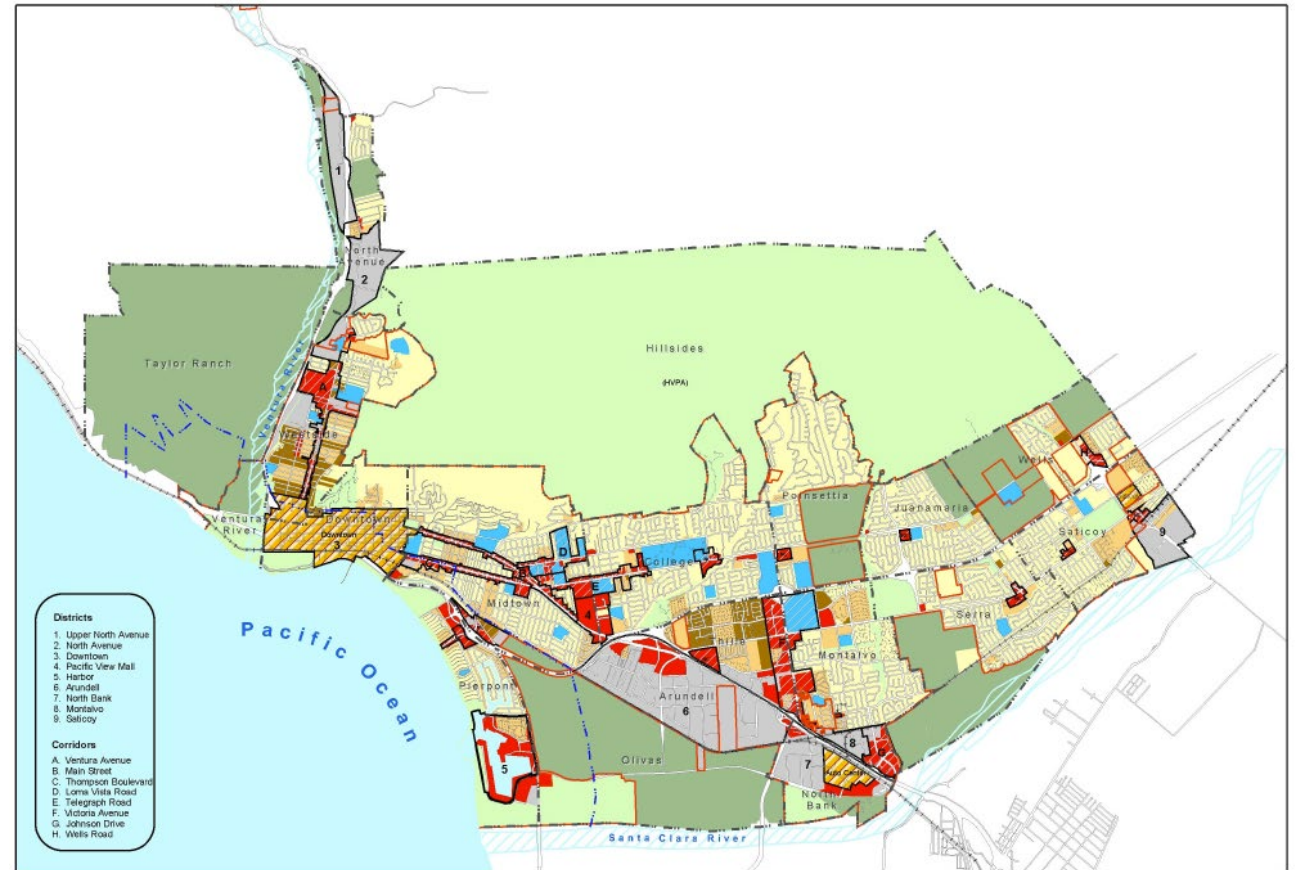 1
North
Avenue
2
Taylor Ranch
Hillsides
(HVPA)
Ventura River
A
Westside
Poinsettia
Wells
H
Juanamaria
Ventura
River
Downtown
Downtown
3
D
College
Saticoy
9
E
Midtown
4
Serra
Thille
Montalvo
Pierpont
Arundell
6
Pacific Ocean
Olivas
5
7
8
G
Auto Center
North
Bank
Santa Clara River
Districts
1. Upper North Avenue
2. North Avenue
3. Downtown
4. Pacific View Mall
5. Harbor
6. Arundell
7. North Bank
8. Montalvo
9. Saticoy
Corridors
A. Ventura Avenue
B. Main Street
C. Thompson Boulevard
D. Loma Vista Road
E. Telegraph Road
F. Victoria Avenue
G. Johnson Drive
H. Wells Road